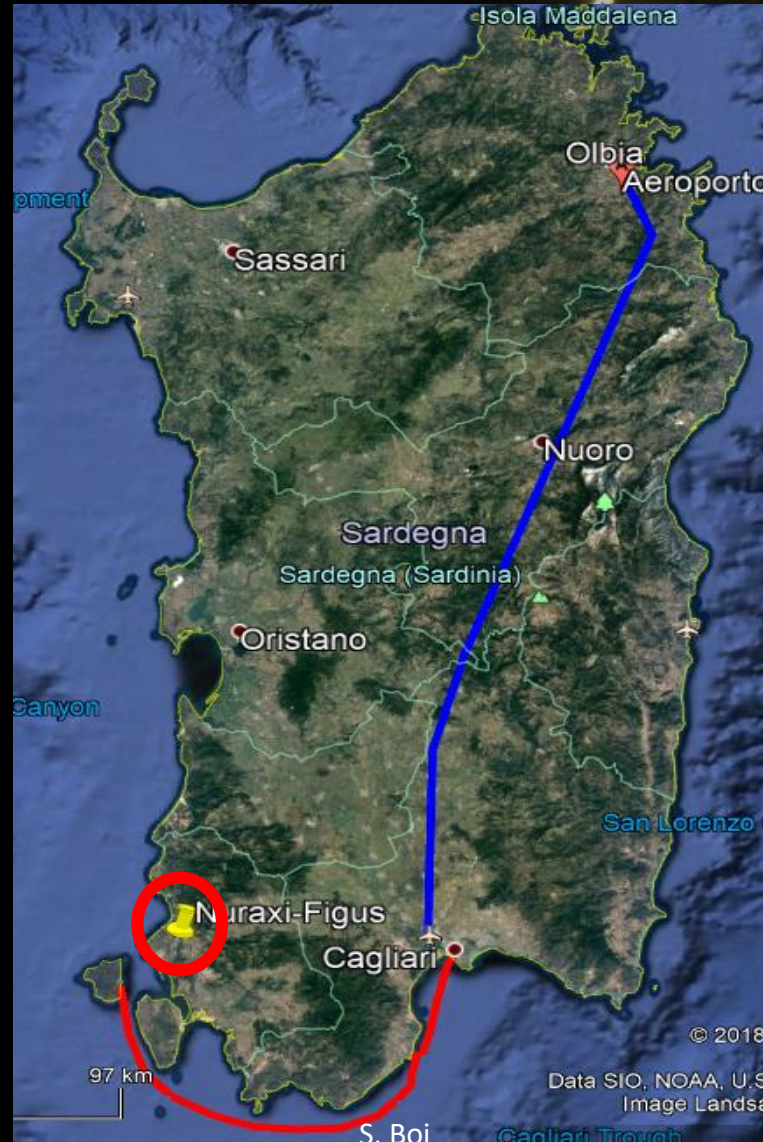 Isola Maddalena
Olbia
Aeroporto
pment
Sassari
Nuoro
Sardegna
Sardegna (Sardinia)
Oristano
Canyon
San Lorenzo
Nuraxi-Figus
Cagliari
© 2018
97 km
Data SIO, NOAA, U.S
Image Landsa
S. Boi
Cagliari Trough